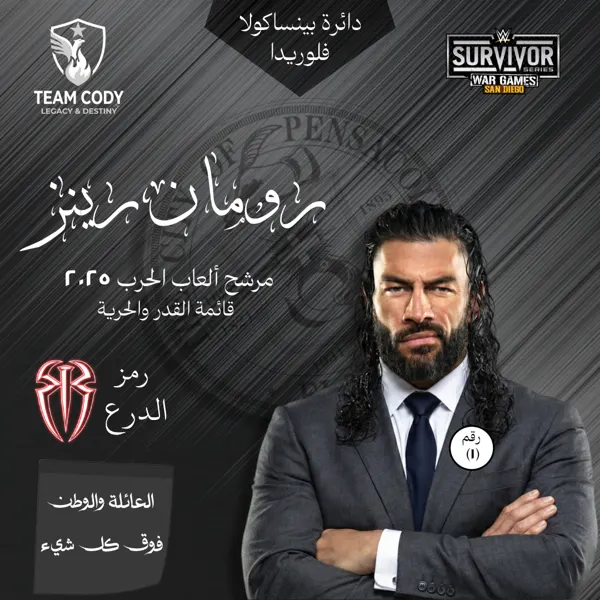 دائرة بينساكولا
فلوريدا
TEAM CODY
LEGACY & DESTINY
W
SURVIVOR
SERIES
WAR GAMES
SAN DIEGO
PENSACOL
رومان رينز
مرشح ألعاب الحرب ٢٠٢٥
قائمة القدر والحرية
رمز
الدرع
رقم
(١)
العائلة والوطن
فوق كل شيء